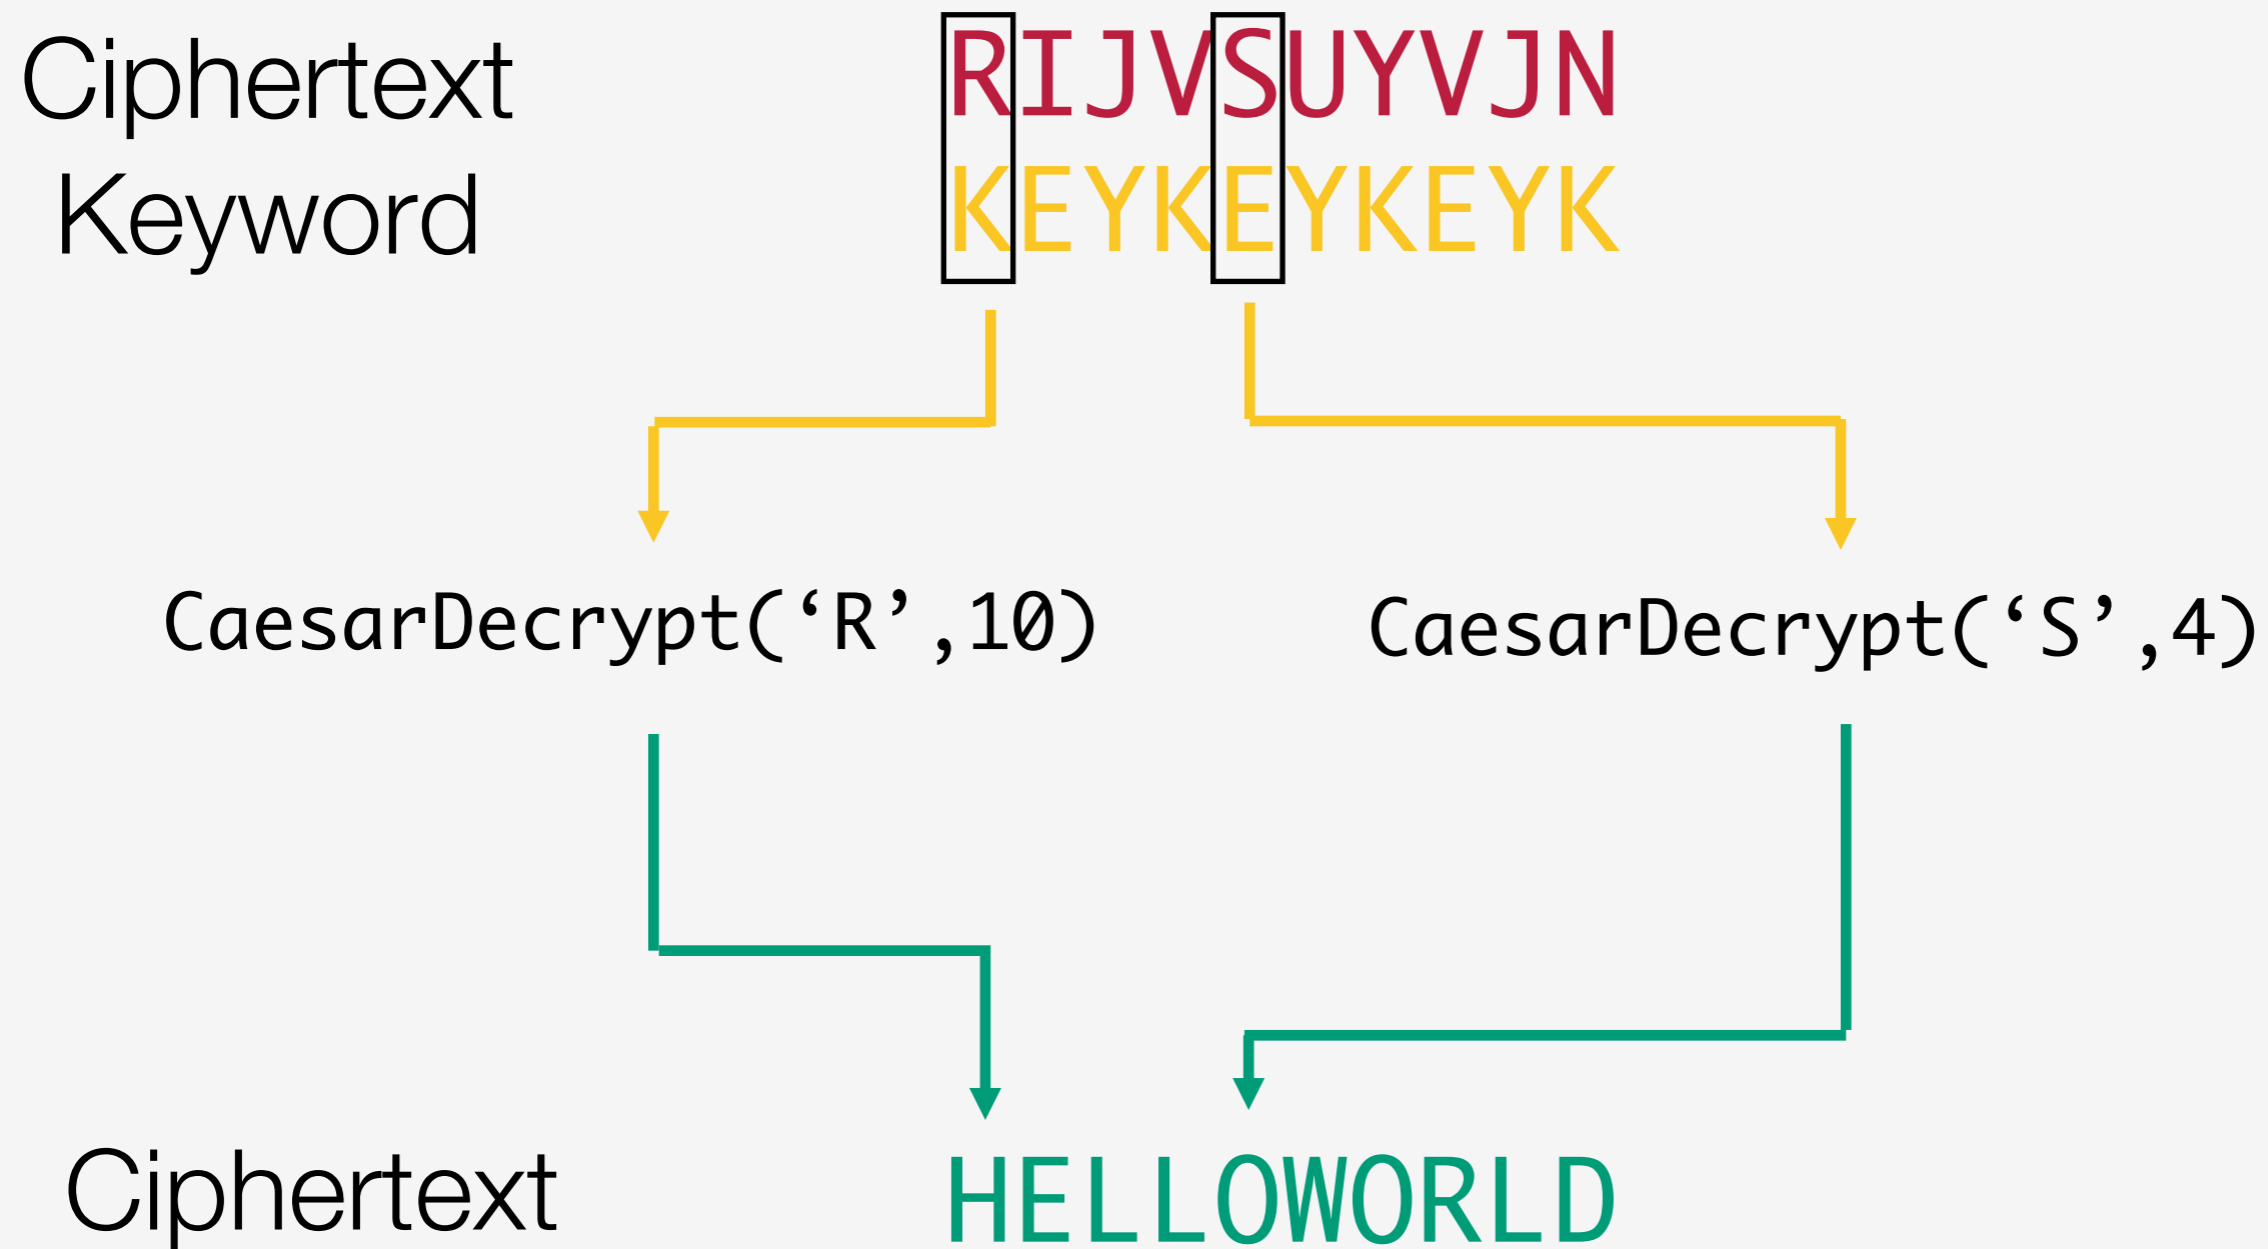 Ciphertext RIJVSUYVJN
Keyword KEYKEYKEYK
CaesarDecrypt(‘R’,10) CaesarDecrypt(‘S’,4)
Ciphertext HELLOWORLD